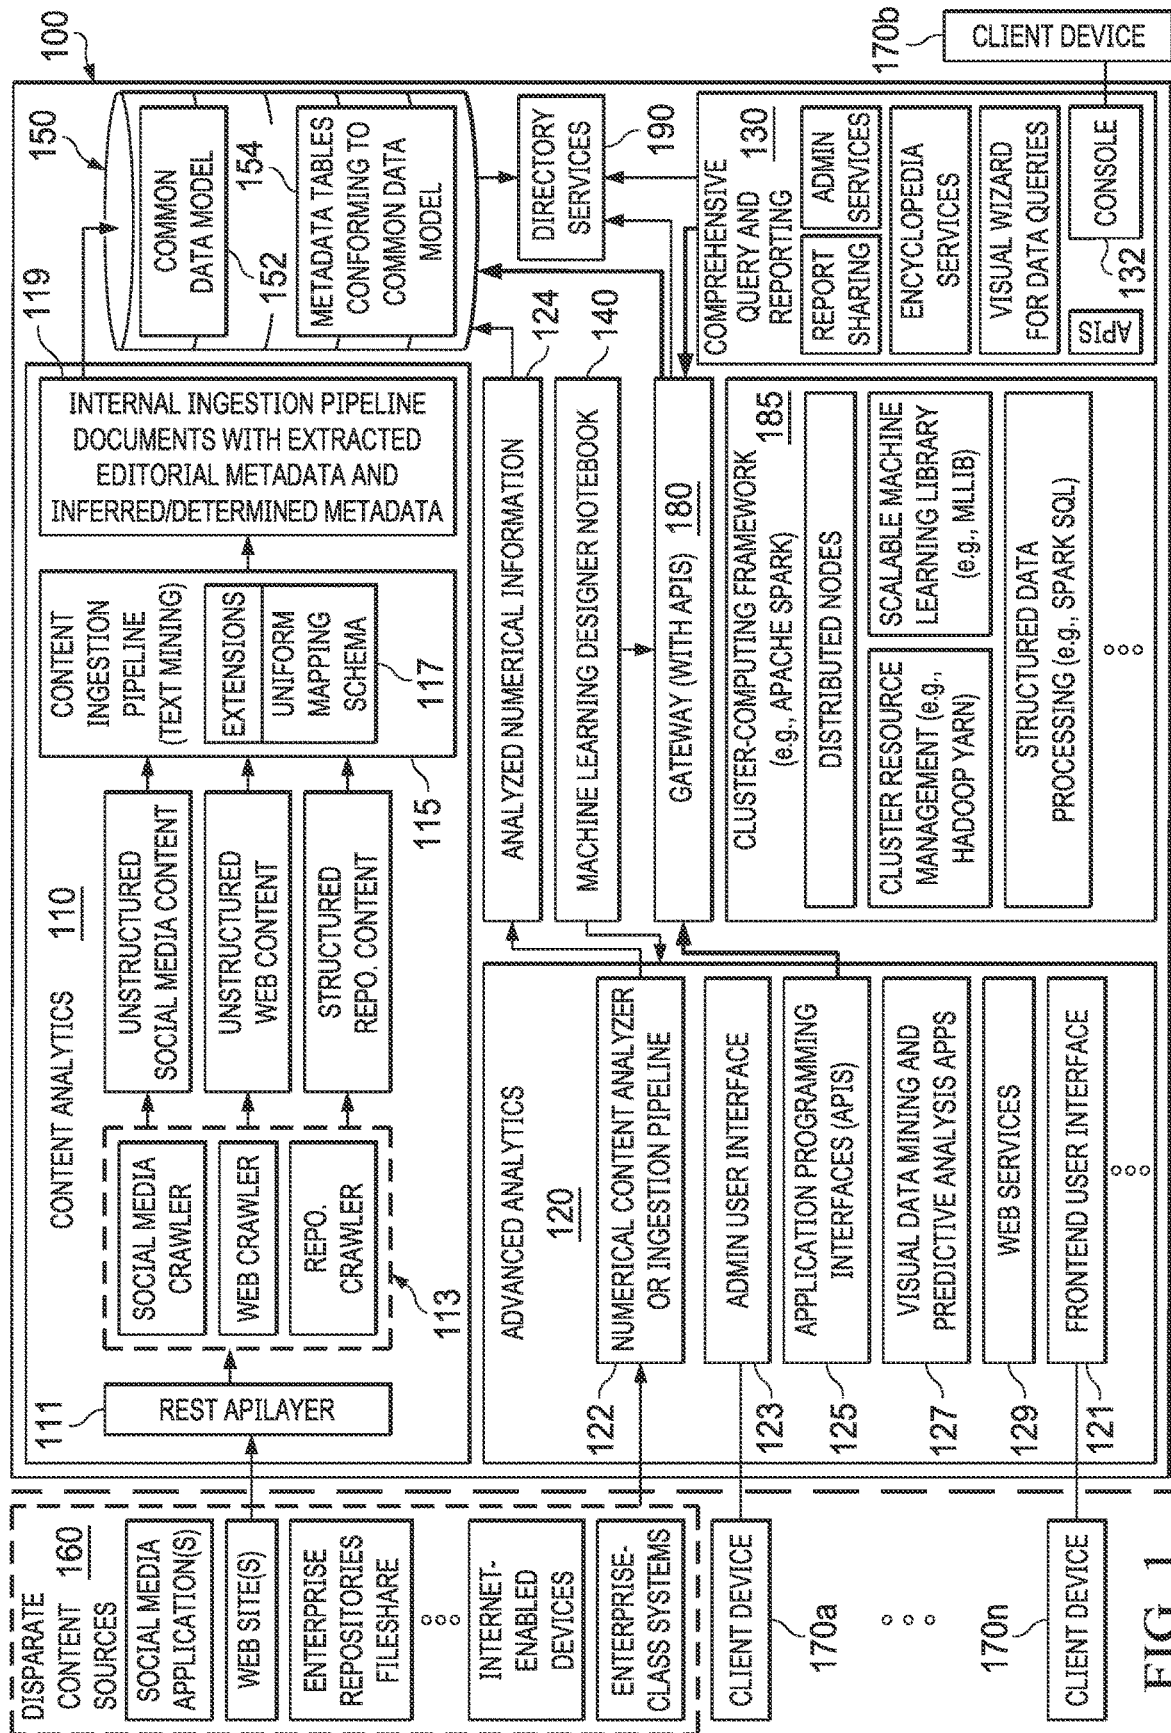 100
DISPARATE
CONTENT
SOURCES
160
SOCIAL MEDIA
APPLICATION(S)
WEB SITE(S)
ENTERPRISE
REPOSITORIES
FILESHARE
INTERNET-
ENABLED
DEVICES
ENTERPRISE-
CLASS SYSTEMS
CLIENT DEVICE
170a
CLIENT DEVICE
170n
CONTENT ANALYTICS
110
111
REST APILAYER
SOCIAL MEDIA
CRAWLER
WEB CRAWLER
REPO.
CRAWLER
113
UNSTRUCTURED
SOCIAL MEDIA CONTENT
UNSTRUCTURED
WEB CONTENT
STRUCTURED
REPO. CONTENT
CONTENT
INGESTION
PIPELINE
(TEXT MINING)
EXTENSIONS
UNIFORM
MAPPING
SCHEMA
117
115
119
INTERNAL INGESTION PIPELINE
DOCUMENTS WITH EXTRACTED
EDITORIAL METADATA AND
INFERRED/DETERMINED METADATA
150
COMMON
DATA MODEL
152
154
METADATA TABLES
CONFORMING TO
COMMON DATA
MODEL
ADVANCED ANALYTICS
120
122
NUMERICAL CONTENT ANALYZER
OR INGESTION PIPELINE
123
ADMIN USER INTERFACE
125
APPLICATION PROGRAMMING
INTERFACES (APIS)
127
VISUAL DATA MINING AND
PREDICTIVE ANALYSIS APPS
129
WEB SERVICES
121
FRONTEND USER INTERFACE
ANALYZED NUMERICAL INFORMATION
124
MACHINE LEARNING DESIGNER NOTEBOOK
140
GATEWAY (WITH APIS)
180
CLUSTER-COMPUTING FRAMEWORK
(e.g., APACHE SPARK)
185
DISTRIBUTED NODES
CLUSTER RESOURCE
MANAGEMENT (e.g.,
HADOOP YARN)
SCALABLE MACHINE
LEARNING LIBRARY
(e.g., MLLIB)
STRUCTURED DATA
PROCESSING (e.g., SPARK SQL)
DIRECTORY
SERVICES
190
COMPREHENSIVE
QUERY AND
REPORTING
130
REPORT
SHARING
ADMIN
SERVICES
ENCYCLOPEDIA
SERVICES
VISUAL WIZARD
FOR DATA QUERIES
APIS
132
CONSOLE
170b
CLIENT DEVICE
FIG. 1